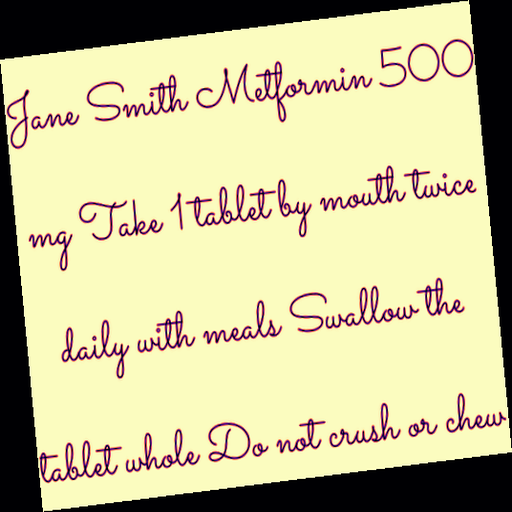 Jane Smith Metformin 500
mg Take 1 tablet by mouth twice
daily with meals Swallow the
tablet whole Do not crush or chew